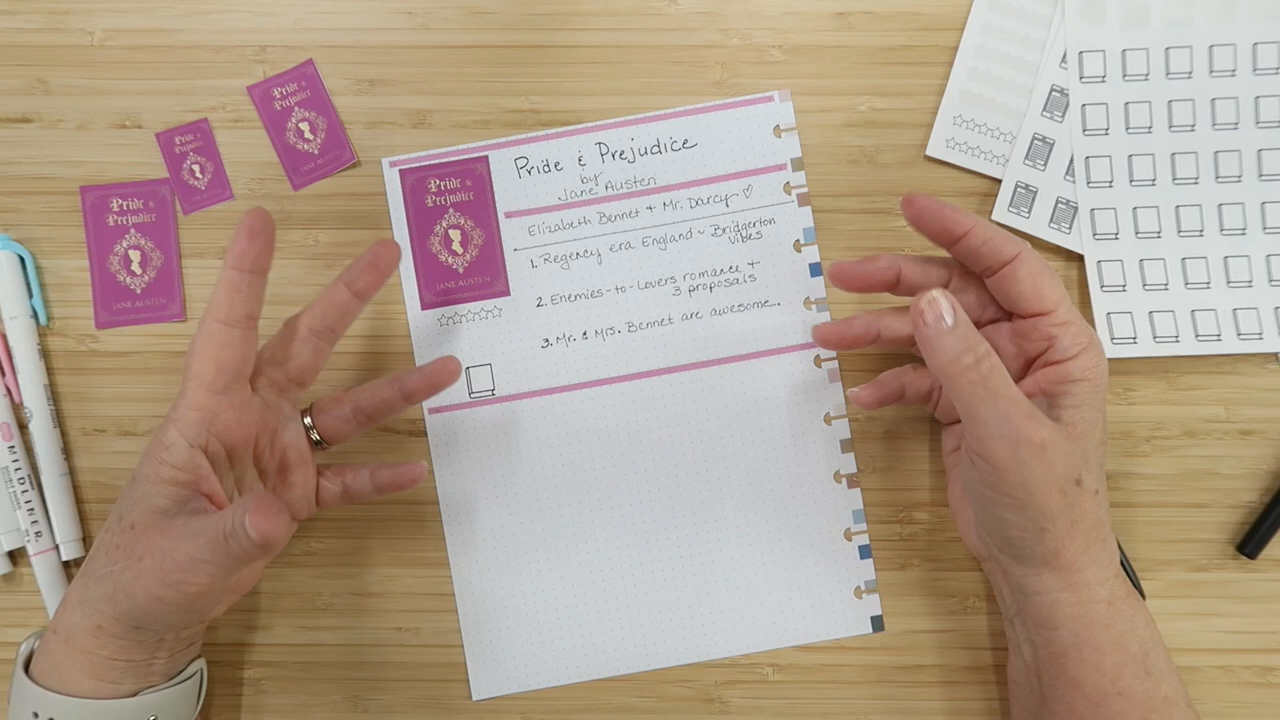 Pride &
Prejudice
JANE AUSTEN
Pride &
Prejudice
Pride &
Prejudice
JANE AUSTEN
Pride &
Prejudice
JANE AUSTEN
Pride & Prejudice
by
Jane Austen
Elizabeth Bennet + Mr. Darcy ♡
1. Regency era England ~ Bridgerton
vibes
2. Enemies-to-Lovers romance +
3 proposals
3. Mr. & Mrs. Bennet are awesome.
MILDLINER